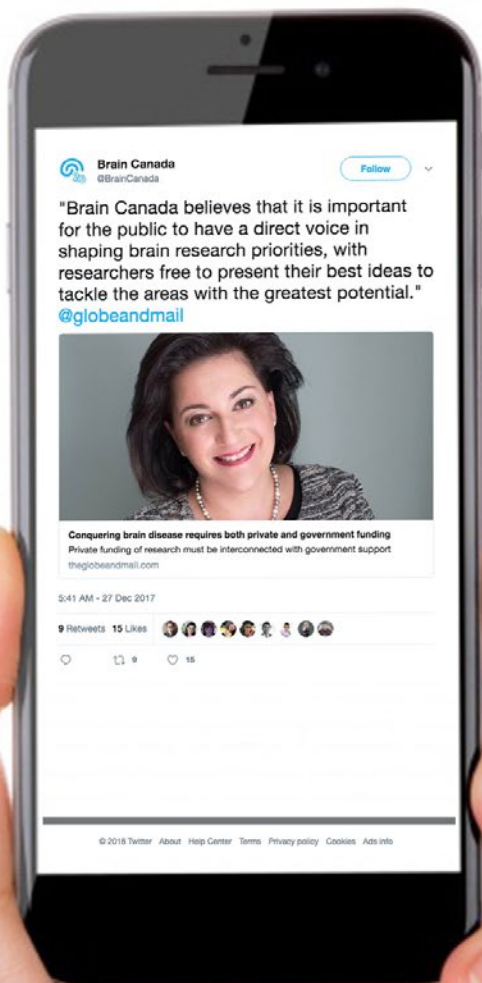 Brain Canada
@BrainCanada
Follow
"Brain Canada believes that it is important
for the public to have a direct voice in
shaping brain research priorities, with
researchers free to present their best ideas to
tackle the areas with the greatest potential."
@globeandmail
Conquering brain disease requires both private and government funding
Private funding of research must be interconnected with government support
theglobeandmail.com
5:41 AM - 27 Dec 2017
9 Retweets 15 Likes
9 15
© 2018 Twitter About Help Center Terms Privacy policy Cookies Ads info